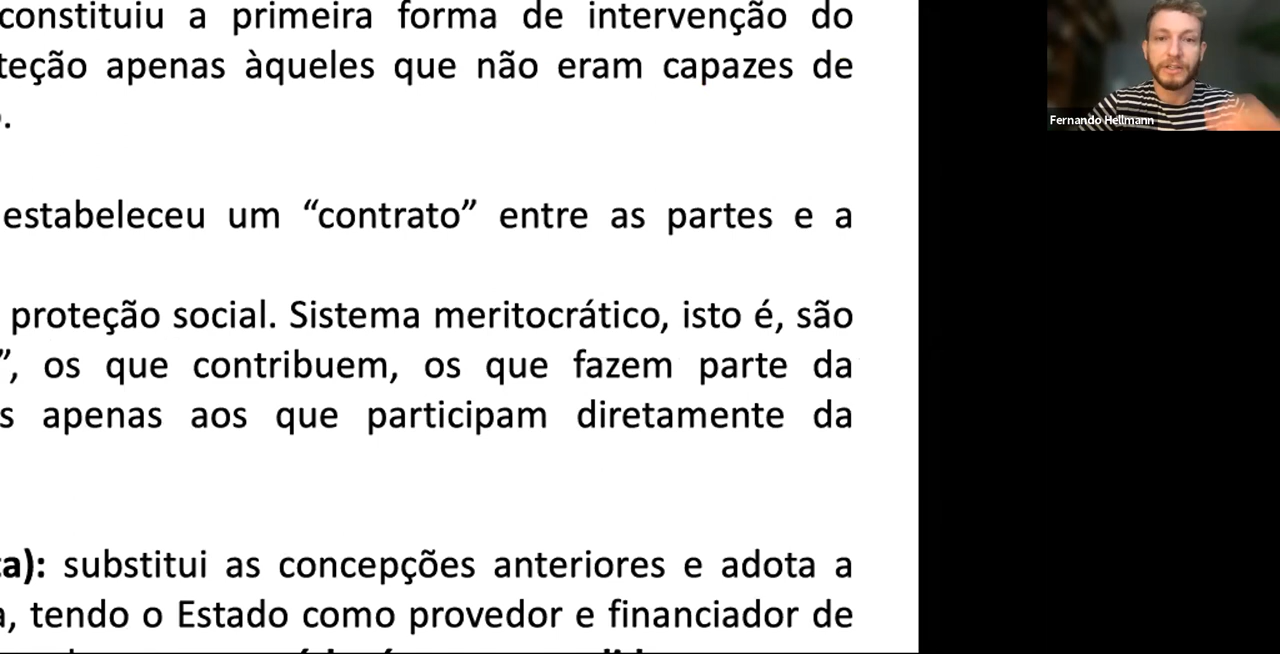 constituiu a primeira forma de intervenção do
teção apenas àqueles que não eram capazes de
.
estabeleceu um “contrato” entre as partes e a
proteção social. Sistema meritocrático, isto é, são
”, os que contribuem, os que fazem parte da
s apenas aos que participam diretamente da
ta): substitui as concepções anteriores e adota a
a, tendo o Estado como provedor e financiador de
Fernando Hellmann